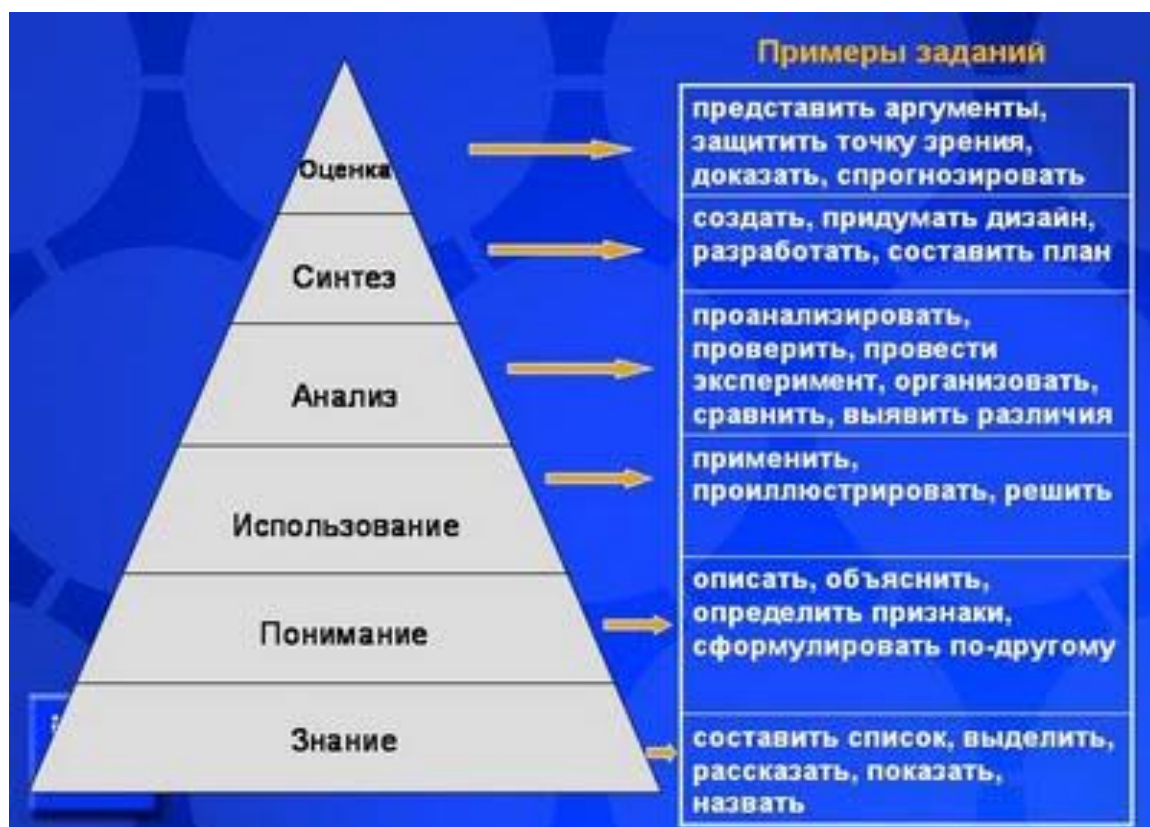 Примеры заданий
Оценка
представить аргументы,
защитить точку зрения,
доказать, спрогнозировать
Синтез
создать, придумать дизайн,
разработать, составить план
Анализ
проанализировать,
проверить, провести
эксперимент, организовать,
сравнить, выявить различия
Использование
применить,
проиллюстрировать, решить
Понимание
описать, объяснить,
определить признаки,
сформулировать по-другому
Знание
составить список, выделить,
рассказать, показать,
назвать